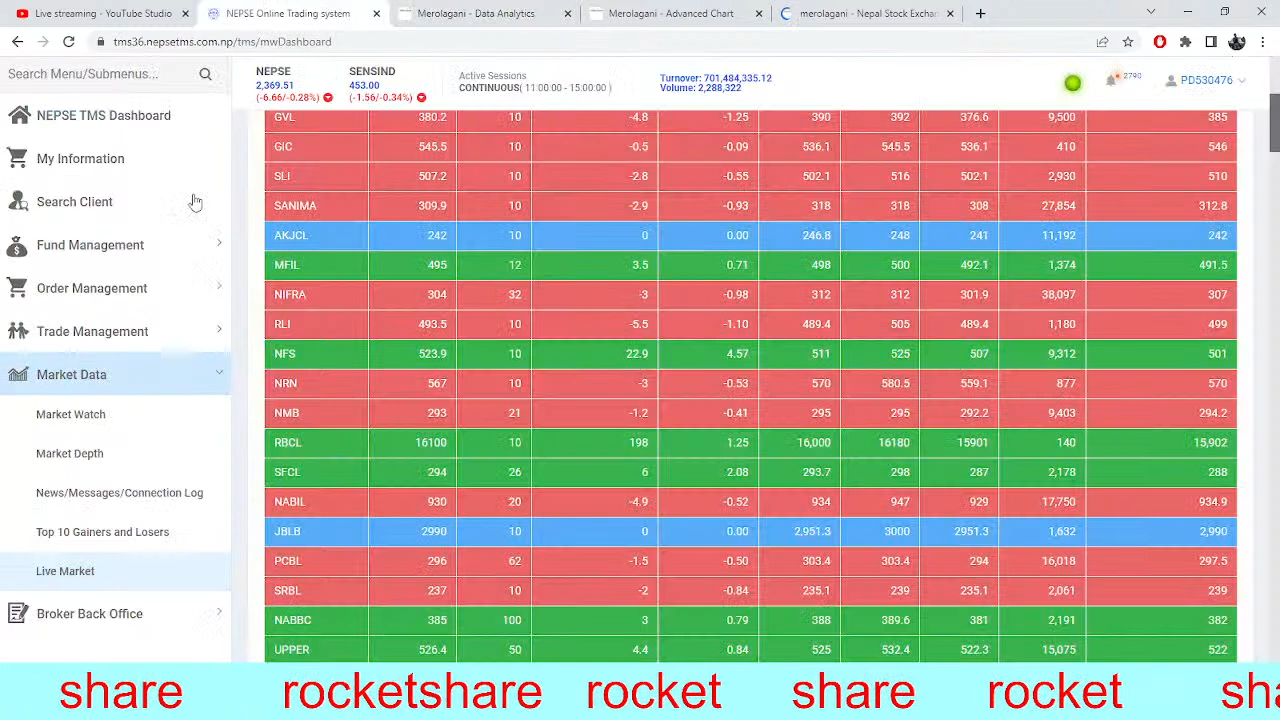 Live streaming - YouTube Studio
NEPSE Online Trading system
Merolagani - Data Analytics
Merolagani - Advanced Chart
merolagani - Nepal Stock Exchan
tms36.nepsetms.com.np/tms/mwDashboard
Search Menu/Submenus...
NEPSE
2,369.51
(-6.66/-0.28%)
SENSIND
453.00
(-1.56/-0.34%)
Active Sessions
CONTINUOUS( 11:00:00 - 15:00:00 )
Turnover: 701,484,335.12
Volume: 2,288,322
2790
PD530476
NEPSE TMS Dashboard
My Information
Search Client
Fund Management
Order Management
Trade Management
Market Data
Market Watch
Market Depth
News/Messages/Connection Log
Top 10 Gainers and Losers
Live Market
Broker Back Office
GVL 380.2 10 -4.8 -1.25 390 392 376.6 9,500 385
GIC 545.5 10 -0.5 -0.09 536.1 545.5 536.1 410 546
SLI 507.2 10 -2.8 -0.55 502.1 516 502.1 2,930 510
SANIMA 309.9 10 -2.9 -0.93 318 318 308 27,854 312.8
AKJCL 242 10 0 0.00 246.8 248 241 11,192 242
MFIL 495 12 3.5 0.71 498 500 492.1 1,374 491.5
NIFRA 304 32 -3 -0.98 312 312 301.9 38,097 307
RLI 493.5 10 -5.5 -1.10 489.4 505 489.4 1,180 499
NFS 523.9 10 22.9 4.57 511 525 507 9,312 501
NRN 567 10 -3 -0.53 570 580.5 559.1 877 570
NMB 293 21 -1.2 -0.41 295 295 292.2 9,403 294.2
RBCL 16100 10 198 1.25 16,000 16180 15901 140 15,902
SFCL 294 26 6 2.08 293.7 298 287 2,178 288
NABIL 930 20 -4.9 -0.52 934 947 929 17,750 934.9
JBLB 2990 10 0 0.00 2,951.3 3000 2951.3 1,632 2,990
PCBL 296 62 -1.5 -0.50 303.4 303.4 294 16,018 297.5
SRBL 237 10 -2 -0.84 235.1 239 235.1 2,061 239
NABBC 385 100 3 0.79 388 389.6 381 2,191 382
UPPER 526.4 50 4.4 0.84 525 532.4 522.3 15,075 522
share rocketshare rocket share rocket sha